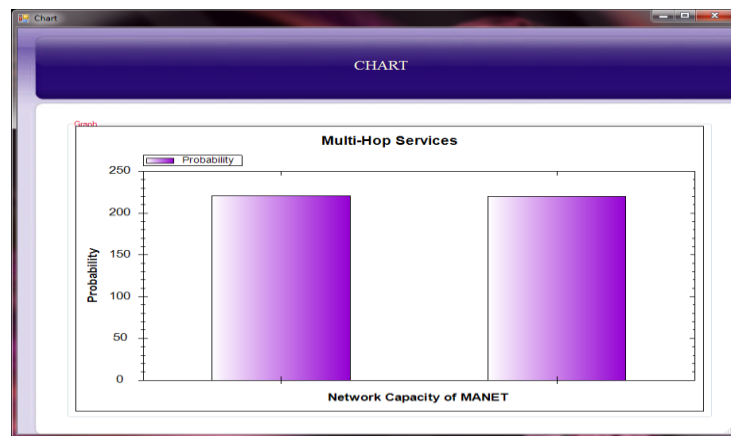 Chart
CHART
Graph
Multi-Hop Services
Probability
250
200
150
100
50
0
Probability
Network Capacity of MANET